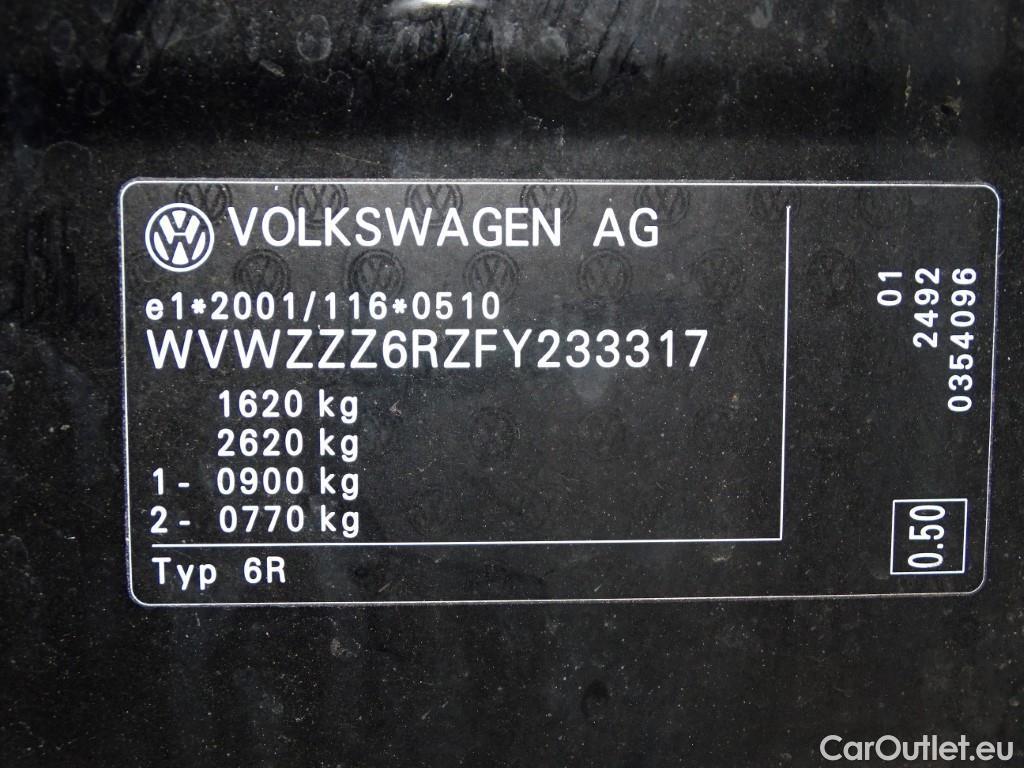 VOLKSWAGEN AG
e1*2001/116*0510
WVWZZZ6RZFY233317
1620 kg
2620 kg
1- 0900 kg
2- 0770 kg
Typ 6R
01
2492
0354096
0.50
CarOutlet.eu